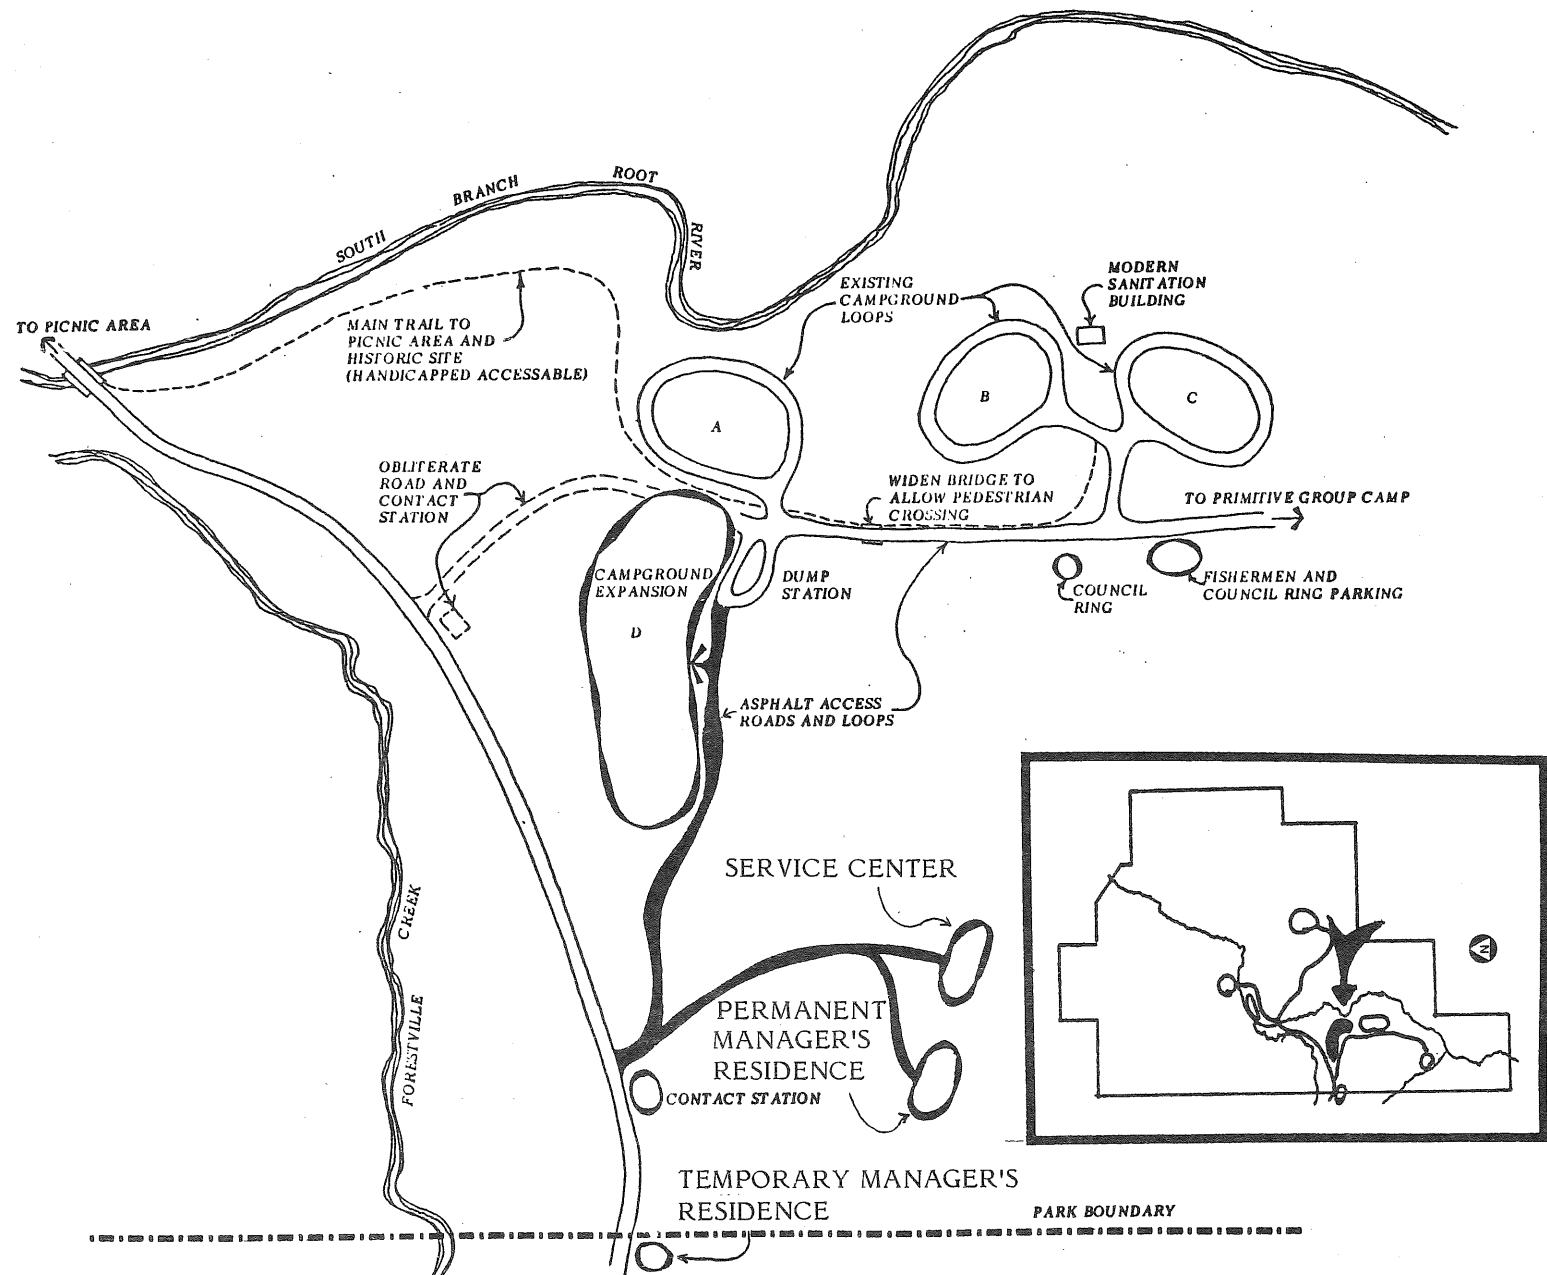 SOUTH BRANCH ROOT RIVER
TO PICNIC AREA
MAIN TRAIL TO
PICNIC AREA AND
HISTORIC SITE
(HANDICAPPED ACCESSABLE)
EXISTING
CAMPGROUND
LOOPS
MODERN
SANITATION
BUILDING
A
B
C
OBLITERATE
ROAD AND
CONTACT
STATION
WIDEN BRIDGE TO
ALLOW PEDESTRIAN
CROSSING
TO PRIMITIVE GROUP CAMP
CAMPGROUND
EXPANSION
D
DUMP
STATION
COUNCIL
RING
FISHERMEN AND
COUNCIL RING PARKING
ASPHALT ACCESS
ROADS AND LOOPS
SERVICE CENTER
FORESTVILLE CREEK
PERMANENT
MANAGER'S
RESIDENCE
CONTACT STATION
TEMPORARY MANAGER'S
RESIDENCE
PARK BOUNDARY
N